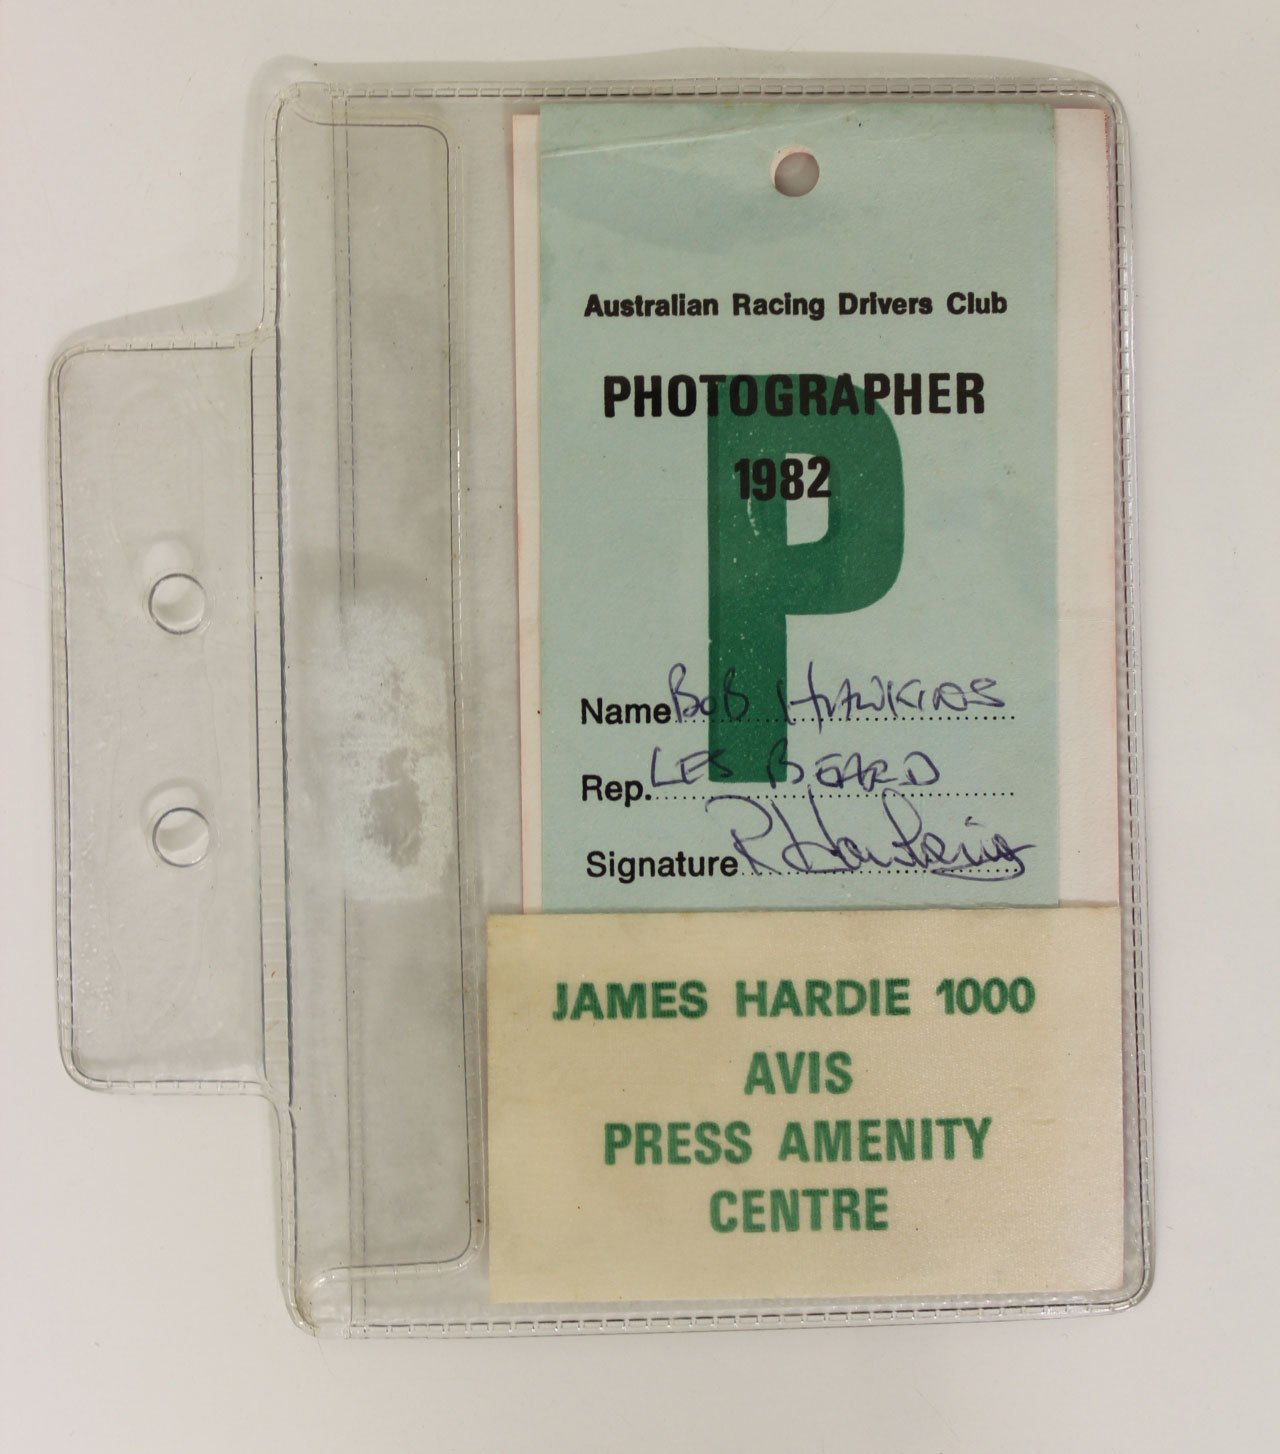 Australian Racing Drivers Club
PHOTOGRAPHER
P
1982
Name BOB HAWKINS
Rep. LES BEARD
Signature R Hawkins
JAMES HARDIE 1000
AVIS
PRESS AMENITY
CENTRE